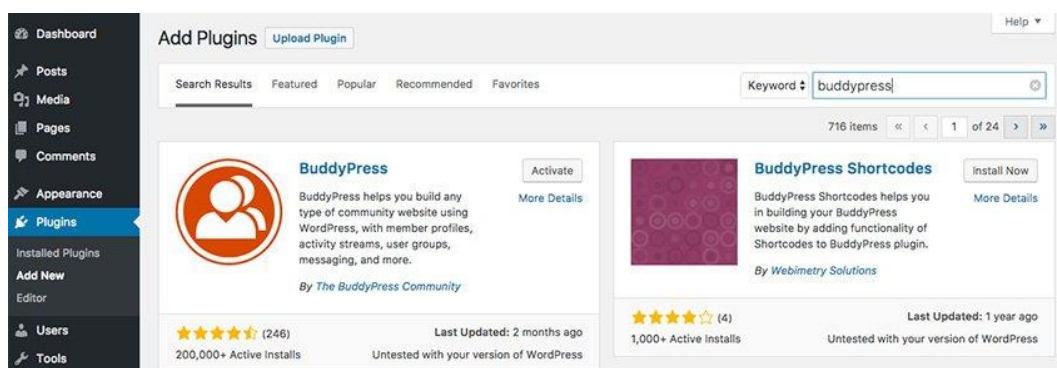 Dashboard
Posts
Media
Pages
Comments
Appearance
Plugins
Installed Plugins
Add New
Editor
Users
Tools
Help
Add Plugins Upload Plugin
Search Results Featured Popular Recommended Favorites Keyword buddypress
716 items « ‹ 1 of 24 › »
BuddyPress
Activate
More Details
BuddyPress helps you build any
type of community website using
WordPress, with member profiles,
activity streams, user groups,
messaging, and more.
By The BuddyPress Community
(246)
Last Updated: 2 months ago
200,000+ Active Installs
Untested with your version of WordPress
BuddyPress Shortcodes
Install Now
More Details
BuddyPress Shortcodes helps you
in building your BuddyPress
website by adding functionality of
Shortcodes to BuddyPress plugin.
By Webimetry Solutions
(4)
Last Updated: 1 year ago
1,000+ Active Installs
Untested with your version of WordPress